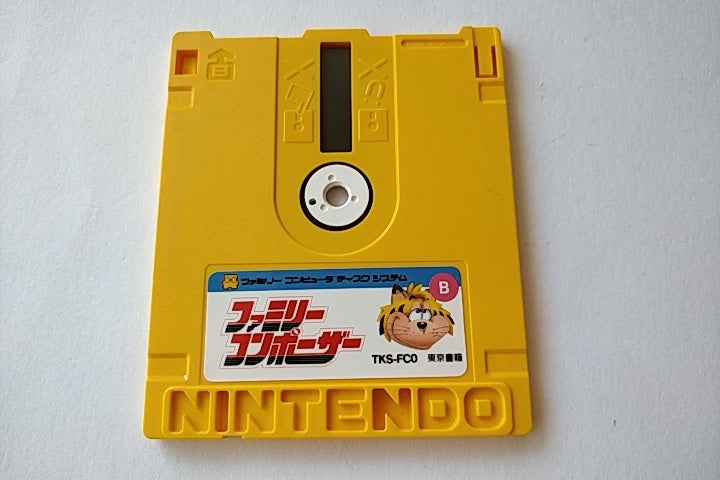 ファミリー コンピュータ ディスク システム
B
ファミリー
コンポーザー
TKS-FC0 東京書籍
NINTENDO